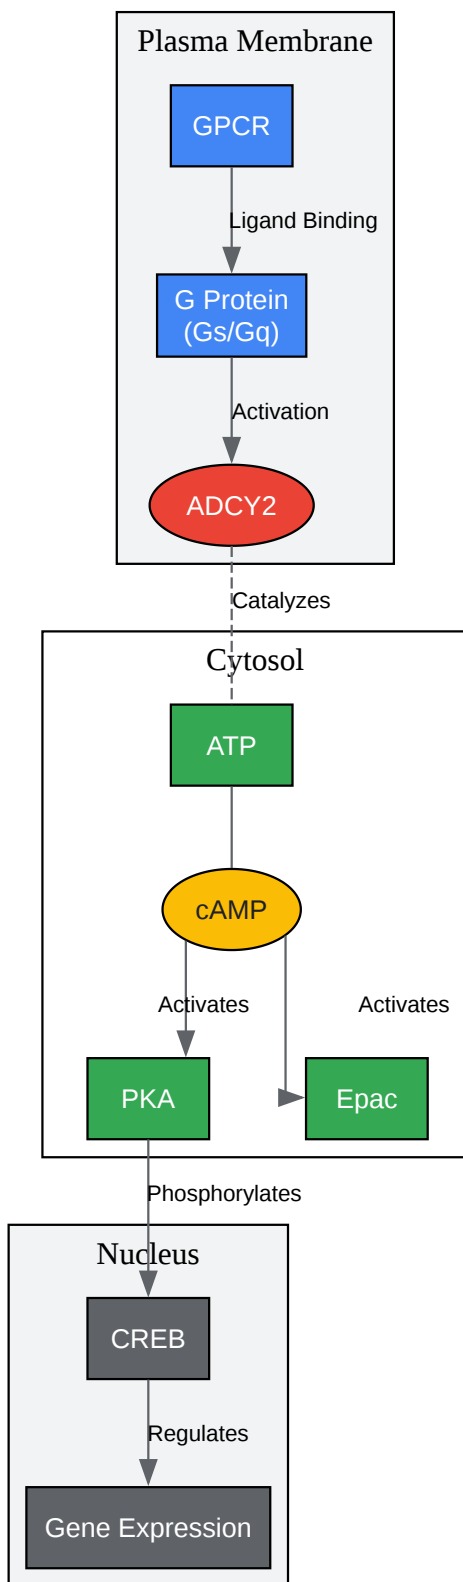 Plasma Membrane
GPCR
Ligand Binding
G Protein
(Gs/Gq)
Activation
ADCY2
Catalyzes
Cytosol
ATP
cAMP
Activates
Activates
PKA
Epac
Phosphorylates
Nucleus
CREB
Regulates
Gene Expression